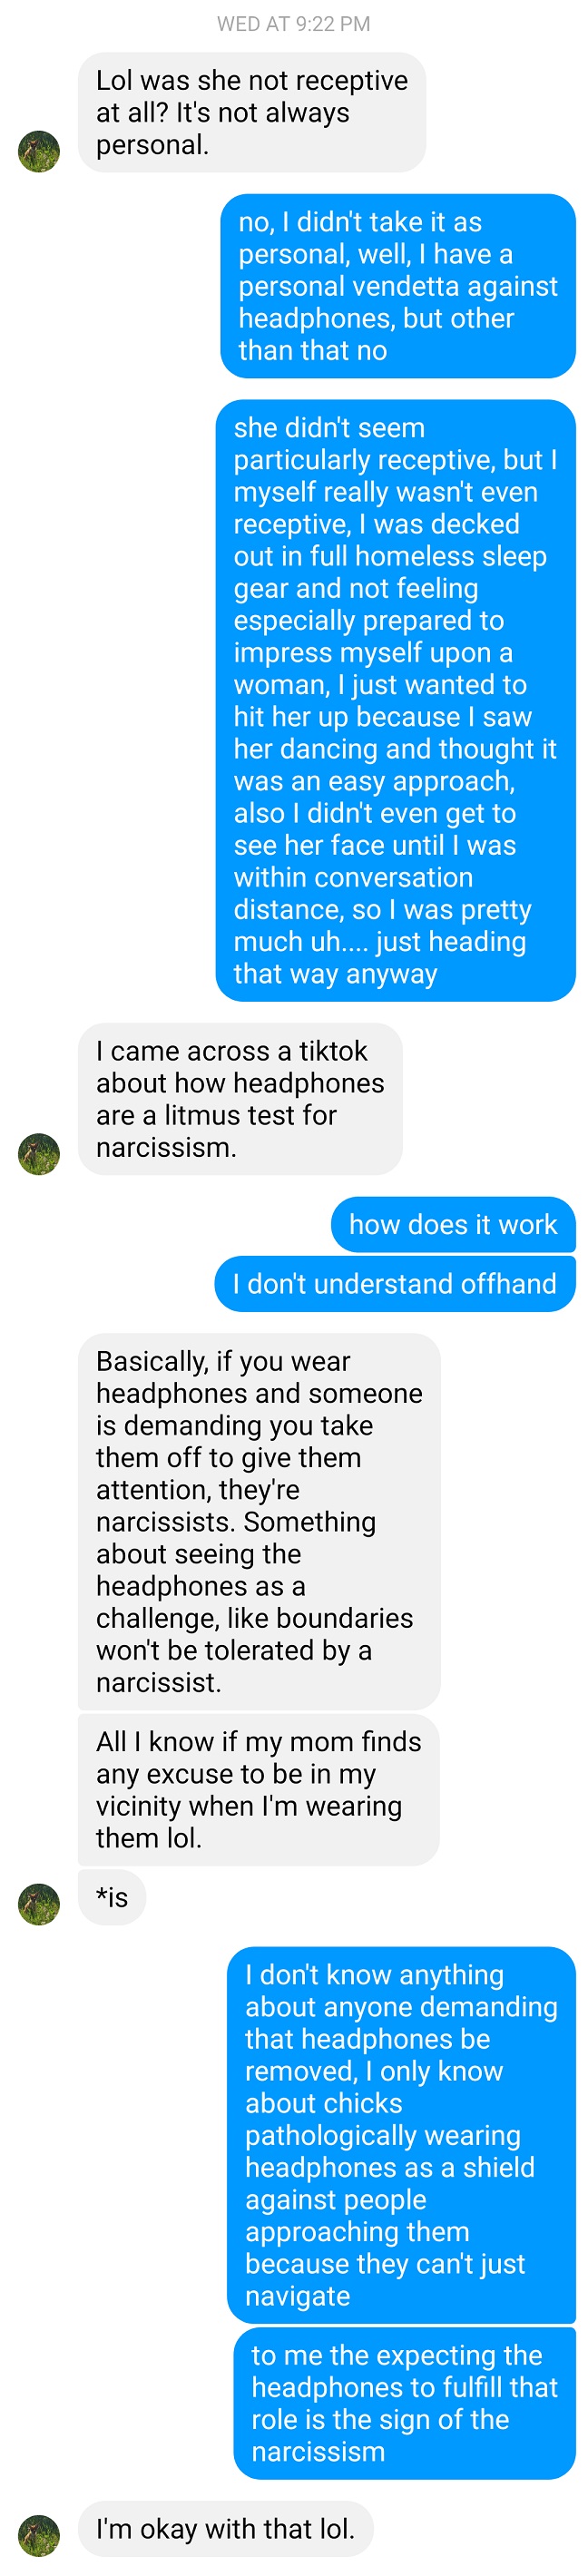 WED AT 9:22 PM
Lol was she not receptive
at all? It's not always
personal.
no, I didn't take it as
personal, well, I have a
personal vendetta against
headphones, but other
than that no
she didn't seem
particularly receptive, but I
myself really wasn't even
receptive, I was decked
out in full homeless sleep
gear and not feeling
especially prepared to
impress myself upon a
woman, I just wanted to
hit her up because I saw
her dancing and thought it
was an easy approach,
also I didn't even get to
see her face until I was
within conversation
distance, so I was pretty
much uh.... just heading
that way anyway
I came across a tiktok
about how headphones
are a litmus test for
narcissism.
how does it work
I don't understand offhand
Basically, if you wear
headphones and someone
is demanding you take
them off to give them
attention, they're
narcissists. Something
about seeing the
headphones as a
challenge, like boundaries
won't be tolerated by a
narcissist.
All I know if my mom finds
any excuse to be in my
vicinity when I'm wearing
them lol.
*is
I don't know anything
about anyone demanding
that headphones be
removed, I only know
about chicks
pathologically wearing
headphones as a shield
against people
approaching them
because they can't just
navigate
to me the expecting the
headphones to fulfill that
role is the sign of the
narcissism
I'm okay with that lol.